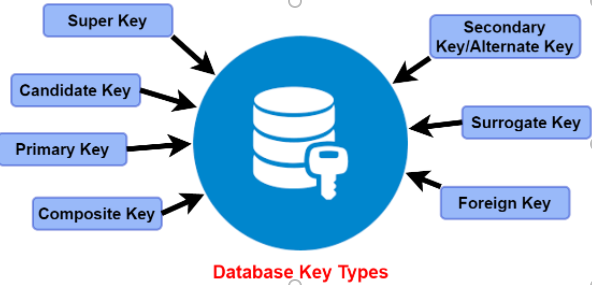 Super Key
Candidate Key
Primary Key
Composite Key
Secondary
Key/Alternate Key
Surrogate Key
Foreign Key
Database Key Types